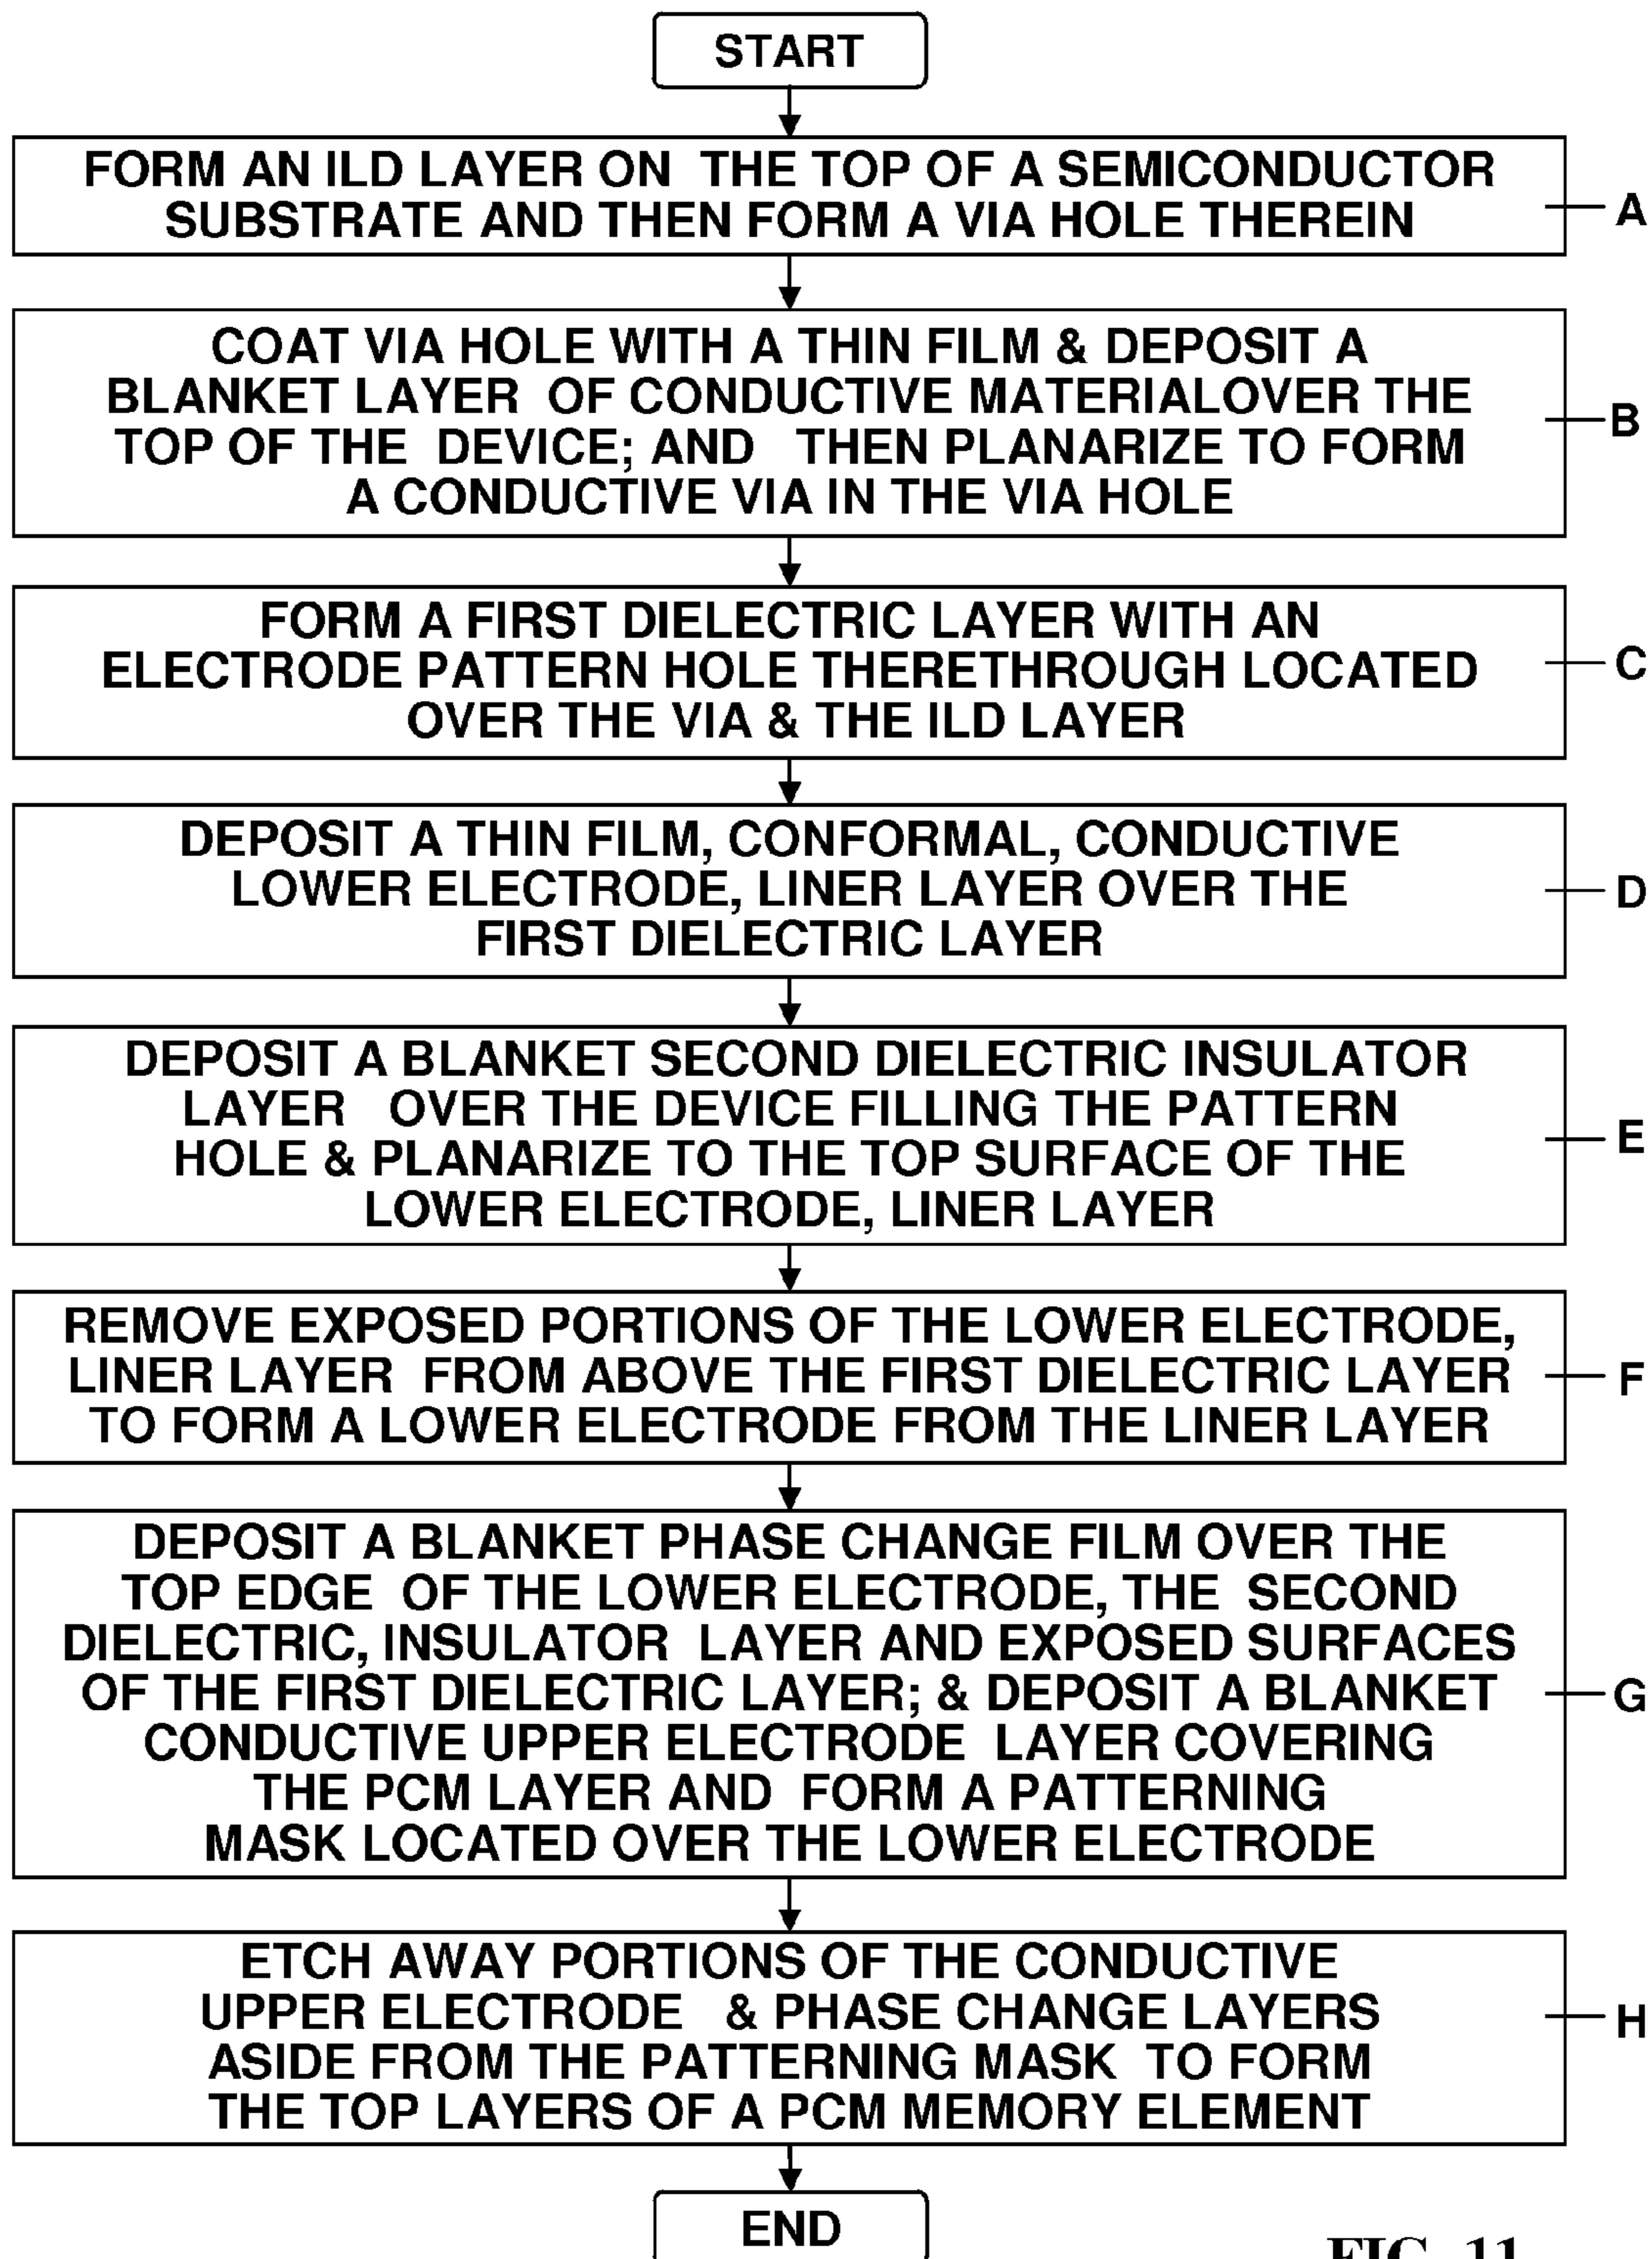 START
FORM AN ILD LAYER ON THE TOP OF A SEMICONDUCTOR
SUBSTRATE AND THEN FORM A VIA HOLE THEREIN
A
COAT VIA HOLE WITH A THIN FILM & DEPOSIT A
BLANKET LAYER OF CONDUCTIVE MATERIALOVER THE
TOP OF THE DEVICE; AND THEN PLANARIZE TO FORM
A CONDUCTIVE VIA IN THE VIA HOLE
B
FORM A FIRST DIELECTRIC LAYER WITH AN
ELECTRODE PATTERN HOLE THERETHROUGH LOCATED
OVER THE VIA & THE ILD LAYER
C
DEPOSIT A THIN FILM, CONFORMAL, CONDUCTIVE
LOWER ELECTRODE, LINER LAYER OVER THE
FIRST DIELECTRIC LAYER
D
DEPOSIT A BLANKET SECOND DIELECTRIC INSULATOR
LAYER OVER THE DEVICE FILLING THE PATTERN
HOLE & PLANARIZE TO THE TOP SURFACE OF THE
LOWER ELECTRODE, LINER LAYER
E
REMOVE EXPOSED PORTIONS OF THE LOWER ELECTRODE,
LINER LAYER FROM ABOVE THE FIRST DIELECTRIC LAYER
TO FORM A LOWER ELECTRODE FROM THE LINER LAYER
F
DEPOSIT A BLANKET PHASE CHANGE FILM OVER THE
TOP EDGE OF THE LOWER ELECTRODE, THE SECOND
DIELECTRIC, INSULATOR LAYER AND EXPOSED SURFACES
OF THE FIRST DIELECTRIC LAYER; & DEPOSIT A BLANKET
CONDUCTIVE UPPER ELECTRODE LAYER COVERING
THE PCM LAYER AND FORM A PATTERNING
MASK LOCATED OVER THE LOWER ELECTRODE
G
ETCH AWAY PORTIONS OF THE CONDUCTIVE
UPPER ELECTRODE & PHASE CHANGE LAYERS
ASIDE FROM THE PATTERNING MASK TO FORM
THE TOP LAYERS OF A PCM MEMORY ELEMENT
H
END
FIG. 11